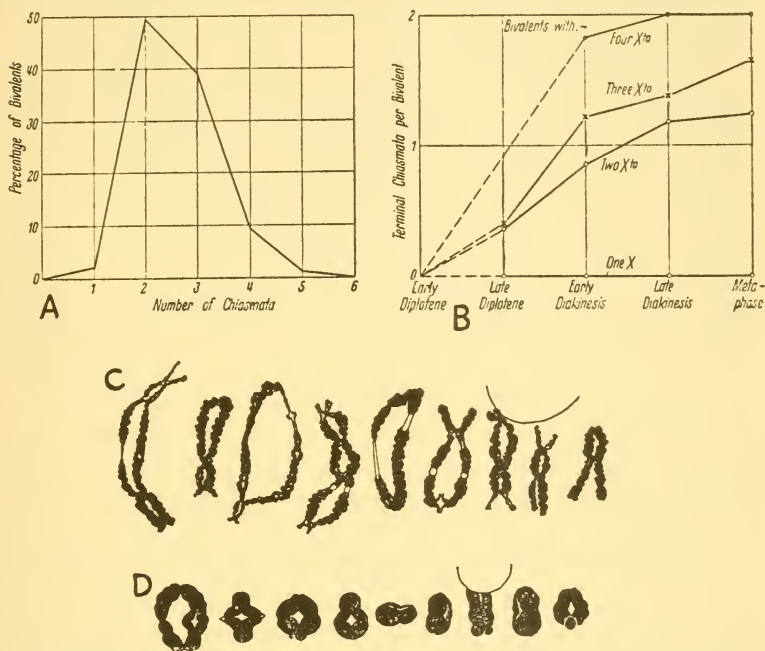 50
40
30
20
10
0
Percentage of Bivalents
1 2 3 4 5 6
Number of Chiasmata
A
2
1
0
Terminal Chiasmata per Bivalent
Bivalents with:-
Four Xta
Three Xta
Two Xta
One X
Early Diplotene
Late Diplotene
Early Diakinesis
Late Diakinesis
Meta-phase
B
C
D